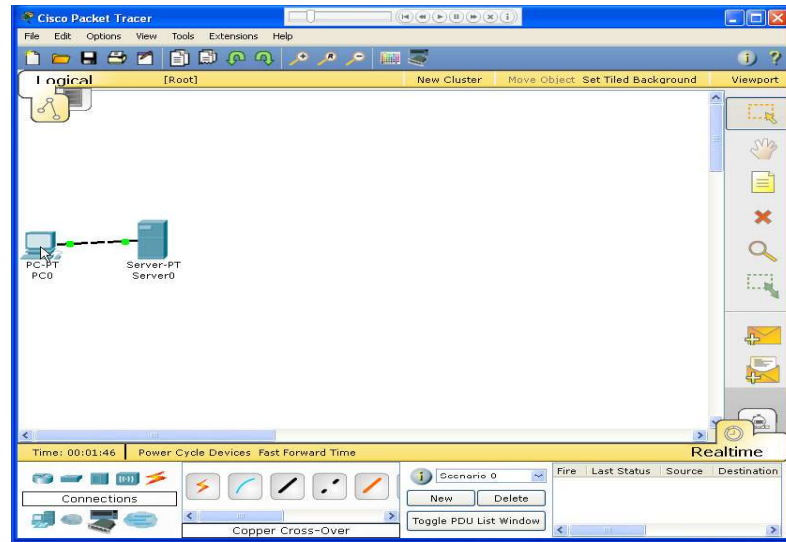 Cisco Packet Tracer
File Edit Options View Tools Extensions Help
Logical [Root] New Cluster Move Object Set Tiled Background Viewport
PC-PT
PC0
Server-PT
Server0
Time: 00:01:46 Power Cycle Devices Fast Forward Time Realtime
Connections
Copper Cross-Over
Scenario 0
New Delete
Toggle PDU List Window
Fire Last Status Source Destination